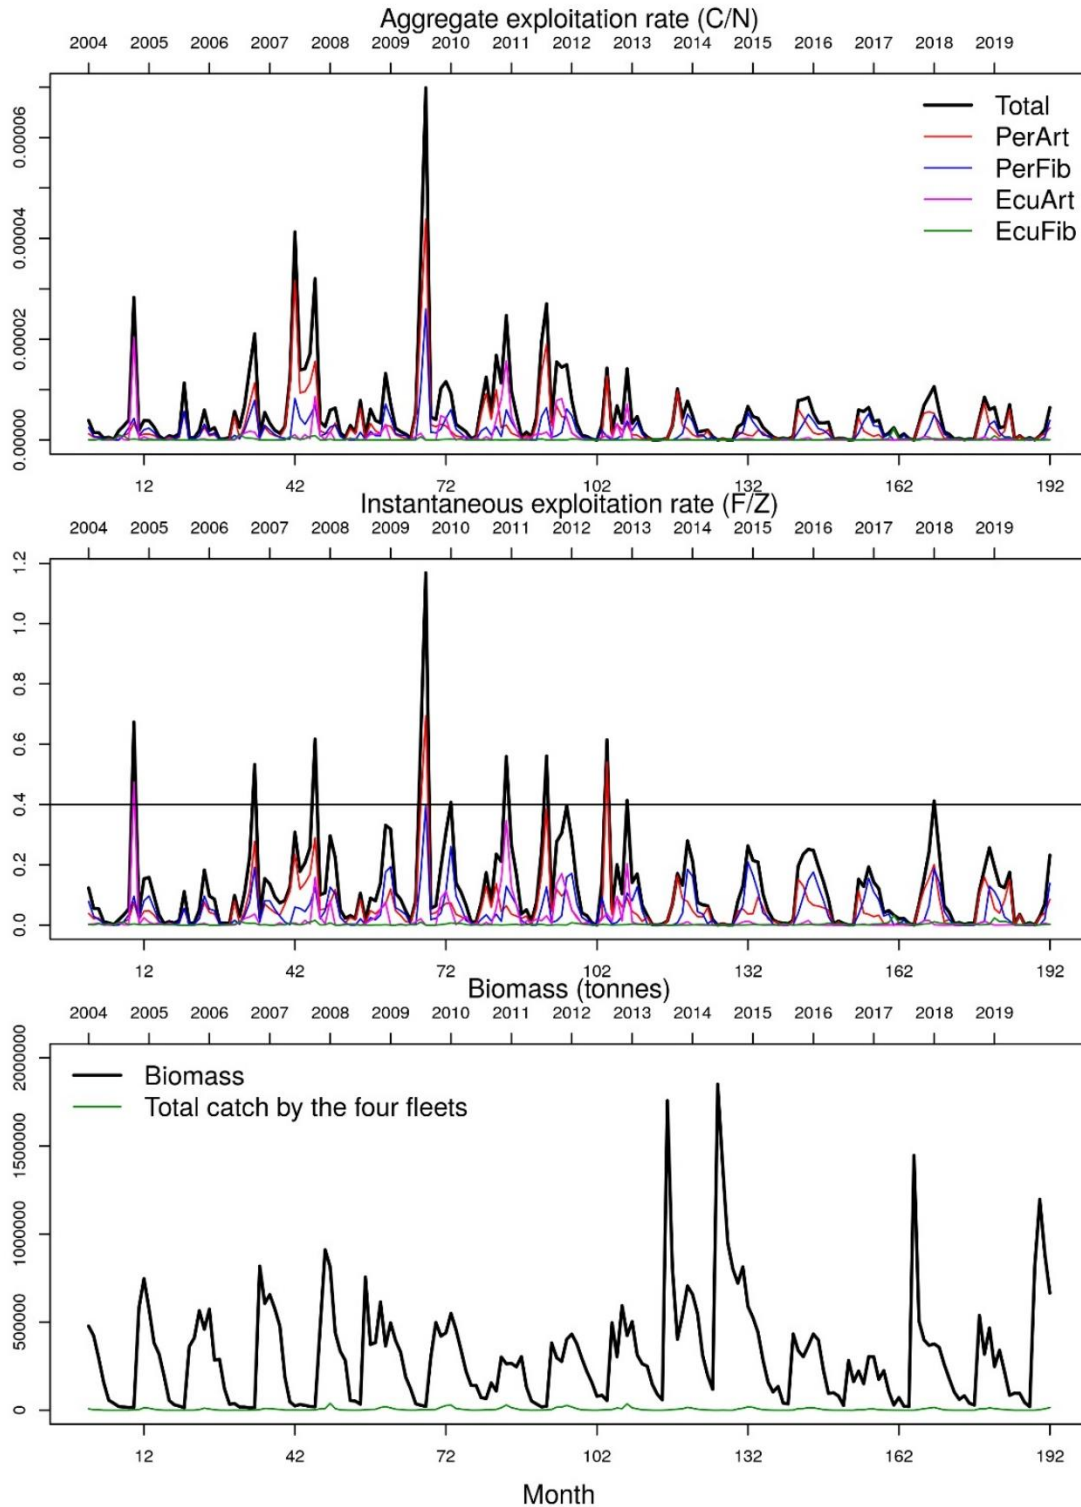 Aggregate exploitation rate (C/N)
2004 2005 2006 2007 2008 2009 2010 2011 2012 2013 2014 2015 2016 2017 2018 2019
0.00006
0.00004
0.00002
0.00000
Total
PerArt
PerFib
EcuArt
EcuFib
12 42 72 102 132 162 192
Instantaneous exploitation rate (F/Z)
2004 2005 2006 2007 2008 2009 2010 2011 2012 2013 2014 2015 2016 2017 2018 2019
1.2
1.0
0.8
0.6
0.4
0.2
0.0
12 42 72 102 132 162 192
Biomass (tonnes)
2004 2005 2006 2007 2008 2009 2010 2011 2012 2013 2014 2015 2016 2017 2018 2019
2000000
1500000
1000000
500000
0
Biomass
Total catch by the four fleets
12 42 72 102 132 162 192
Month